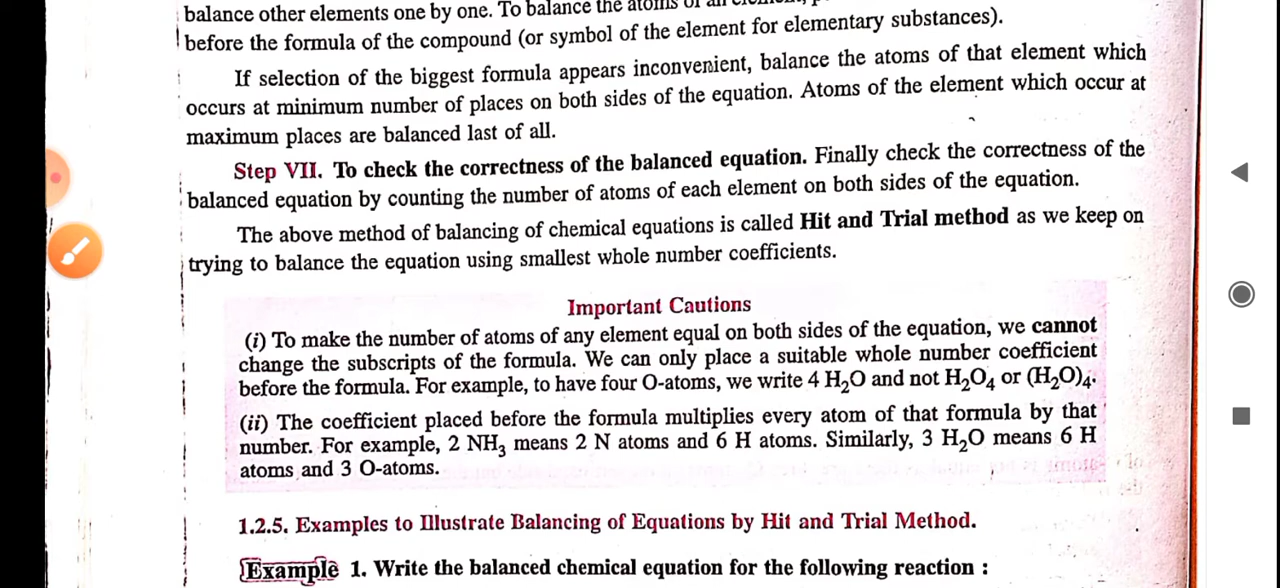 balance other elements one by one. To balance the atoms of an element,
before the formula of the compound (or symbol of the element for elementary substances).
If selection of the biggest formula appears inconvenient, balance the atoms of that element which
occurs at minimum number of places on both sides of the equation. Atoms of the element which occur at
maximum places are balanced last of all.
Step VII. To check the correctness of the balanced equation. Finally check the correctness of the
balanced equation by counting the number of atoms of each element on both sides of the equation.
The above method of balancing of chemical equations is called Hit and Trial method as we keep on
trying to balance the equation using smallest whole number coefficients.
Important Cautions
(i) To make the number of atoms of any element equal on both sides of the equation, we cannot
change the subscripts of the formula. We can only place a suitable whole number coefficient
before the formula. For example, to have four O-atoms, we write 4 H₂O and not H₂O₄ or (H₂O)₄.
(ii) The coefficient placed before the formula multiplies every atom of that formula by that
number. For example, 2 NH₃ means 2 N atoms and 6 H atoms. Similarly, 3 H₂O means 6 H
atoms and 3 O-atoms.
1.2.5. Examples to Illustrate Balancing of Equations by Hit and Trial Method.
Example 1. Write the balanced chemical equation for the following reaction :